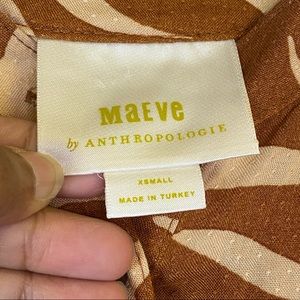 MAEVE
by ANTHROPOLOGIE
XSMALL
MADE IN TURKEY